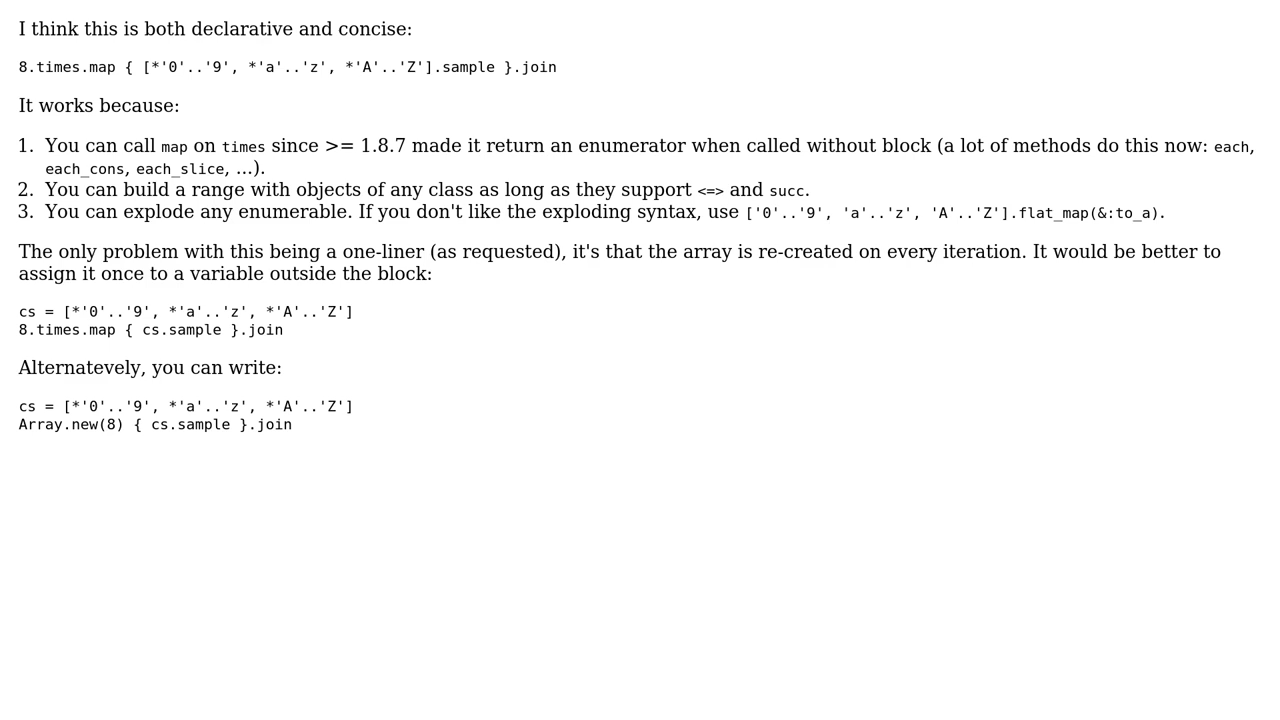 I think this is both declarative and concise:
8.times.map { [*'0'..'9', *'a'..'z', *'A'..'Z'].sample }.join
It works because:
1. You can call map on times since >= 1.8.7 made it return an enumerator when called without block (a lot of methods do this now: each,
each_cons, each_slice, ...).
2. You can build a range with objects of any class as long as they support <=> and succ.
3. You can explode any enumerable. If you don't like the exploding syntax, use ['0'..'9', 'a'..'z', 'A'..'Z'].flat_map(&:to_a).
The only problem with this being a one-liner (as requested), it's that the array is re-created on every iteration. It would be better to
assign it once to a variable outside the block:
cs = [*'0'..'9', *'a'..'z', *'A'..'Z']
8.times.map { cs.sample }.join
Alternatevely, you can write:
cs = [*'0'..'9', *'a'..'z', *'A'..'Z']
Array.new(8) { cs.sample }.join